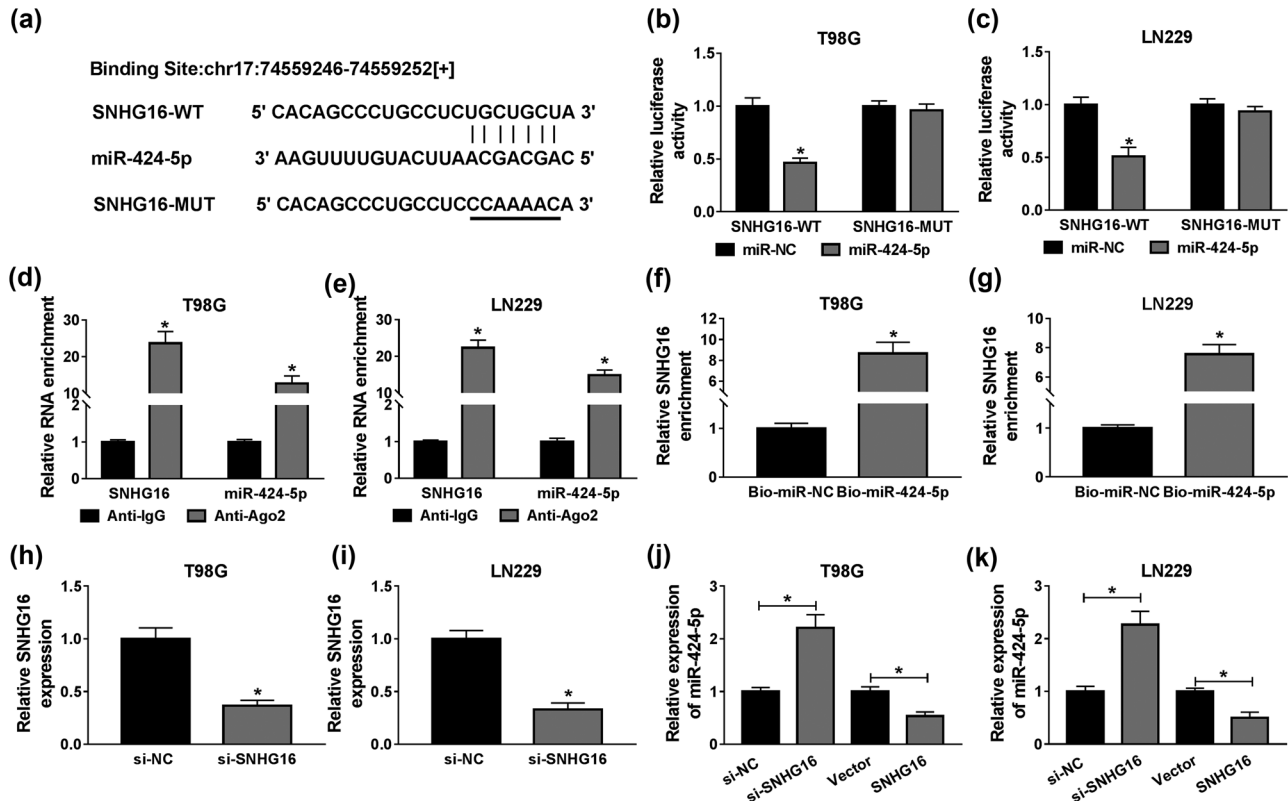 (a)
Binding Site:chr17:74559246-74559252[+]
SNHG16-WT 5' CACAGCCCUGCCUCUGCUGCUA 3'
miR-424-5p 3' AAGUUUUGUACUUAACGACGAC 5'
SNHG16-MUT 5' CACAGCCCUGCCUCCCAAAACA 3'
(b)
T98G
Relative luciferase activity
1.5
1.0
0.5
0.0
*
SNHG16-WT SNHG16-MUT
miR-NC miR-424-5p
(c)
LN229
Relative luciferase activity
1.5
1.0
0.5
0.0
*
SNHG16-WT SNHG16-MUT
miR-NC miR-424-5p
(d)
T98G
Relative RNA enrichment
30
20
10
2
1
0
* *
SNHG16 miR-424-5p
Anti-IgG Anti-Ago2
(e)
LN229
Relative RNA enrichment
30
20
10
2
1
0
* *
SNHG16 miR-424-5p
Anti-IgG Anti-Ago2
(f)
T98G
Relative SNHG16 enrichment
12
10
8
6
4
2
1
0
*
Bio-miR-NC Bio-miR-424-5p
(g)
LN229
Relative SNHG16 enrichment
10
8
6
4
2
1
0
*
Bio-miR-NC Bio-miR-424-5p
(h)
T98G
Relative SNHG16 expression
1.5
1.0
0.5
0.0
*
si-NC si-SNHG16
(i)
LN229
Relative SNHG16 expression
1.5
1.0
0.5
0.0
*
si-NC si-SNHG16
(j)
T98G
Relative expression of miR-424-5p
3
2
1
0
* *
si-NC si-SNHG16 Vector SNHG16
(k)
LN229
Relative expression of miR-424-5p
3
2
1
0
* *
si-NC si-SNHG16 Vector SNHG16